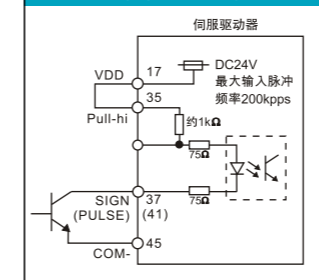 伺服驱动器
VDD
17
DC24V
最大输入脉冲
频率200kpps
35
Pull-hi
约1kΩ
75Ω
75Ω
SIGN
(PULSE)
37
(41)
COM-
45